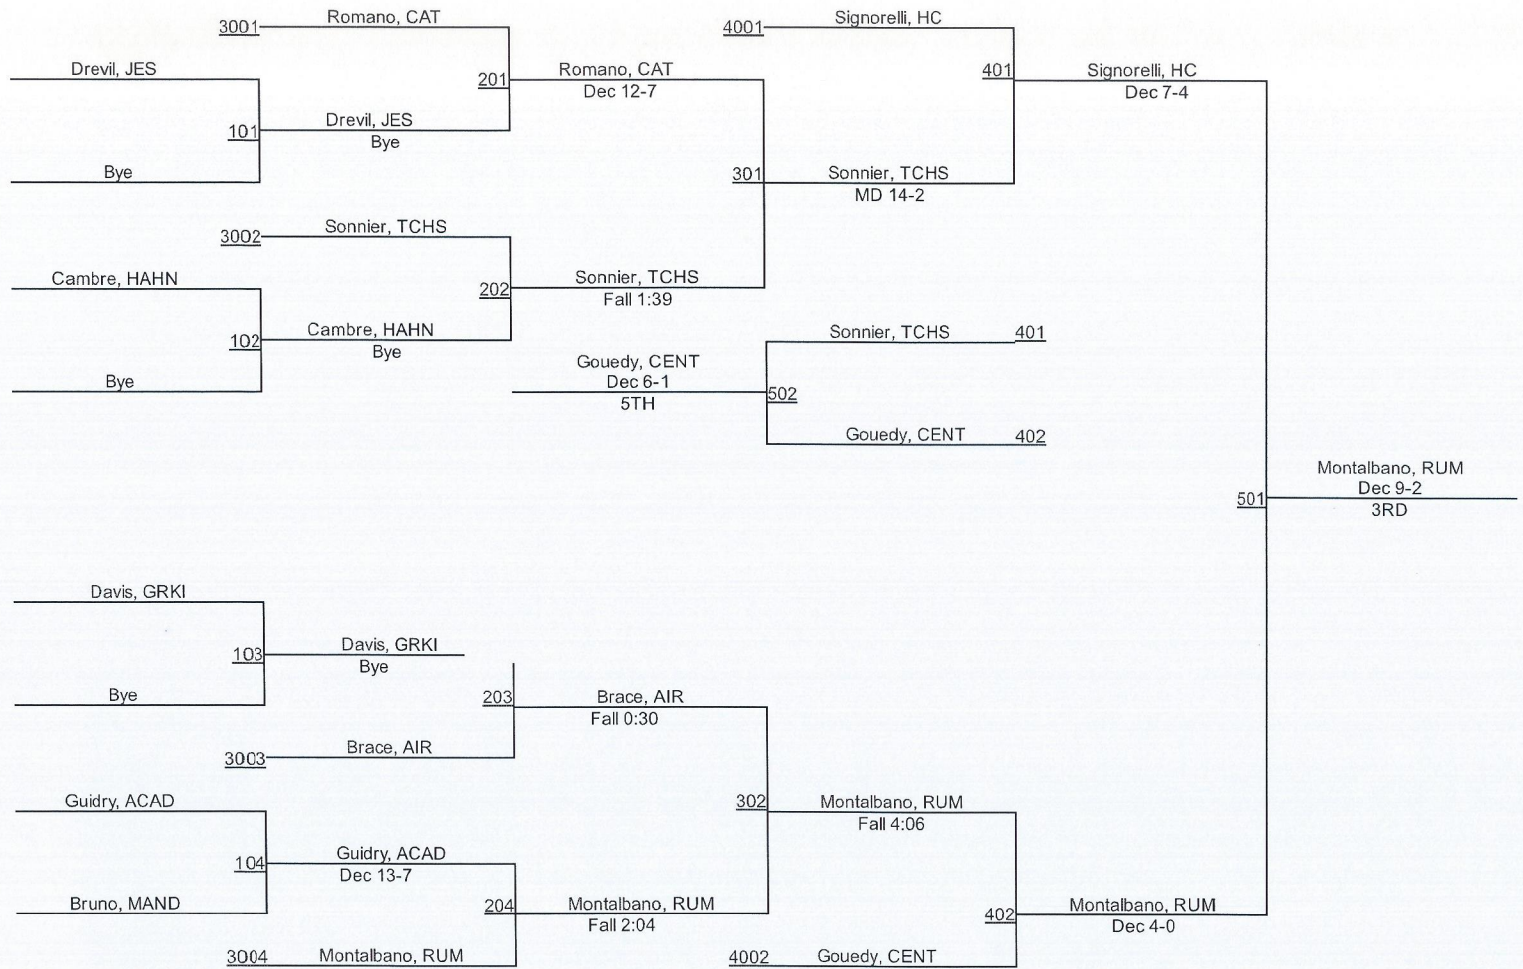 3001
Romano, CAT
4001
Signorelli, HC
Drevil, JES
201
Romano, CAT
Dec 12-7
401
Signorelli, HC
Dec 7-4
101
Drevil, JES
Bye
Bye
301
Sonnier, TCHS
MD 14-2
3002
Sonnier, TCHS
Cambre, HAHN
202
Sonnier, TCHS
Fall 1:39
102
Cambre, HAHN
Bye
Sonnier, TCHS
401
Bye
Gouedy, CENT
Dec 6-1
5TH
502
Gouedy, CENT
402
501
Montalbano, RUM
Dec 9-2
3RD
Davis, GRKI
103
Davis, GRKI
Bye
Bye
203
Brace, AIR
Fall 0:30
3003
Brace, AIR
Guidry, ACAD
302
Montalbano, RUM
Fall 4:06
104
Guidry, ACAD
Dec 13-7
Bruno, MAND
204
Montalbano, RUM
Fall 2:04
402
Montalbano, RUM
Dec 4-0
3004
Montalbano, RUM
4002
Gouedy, CENT